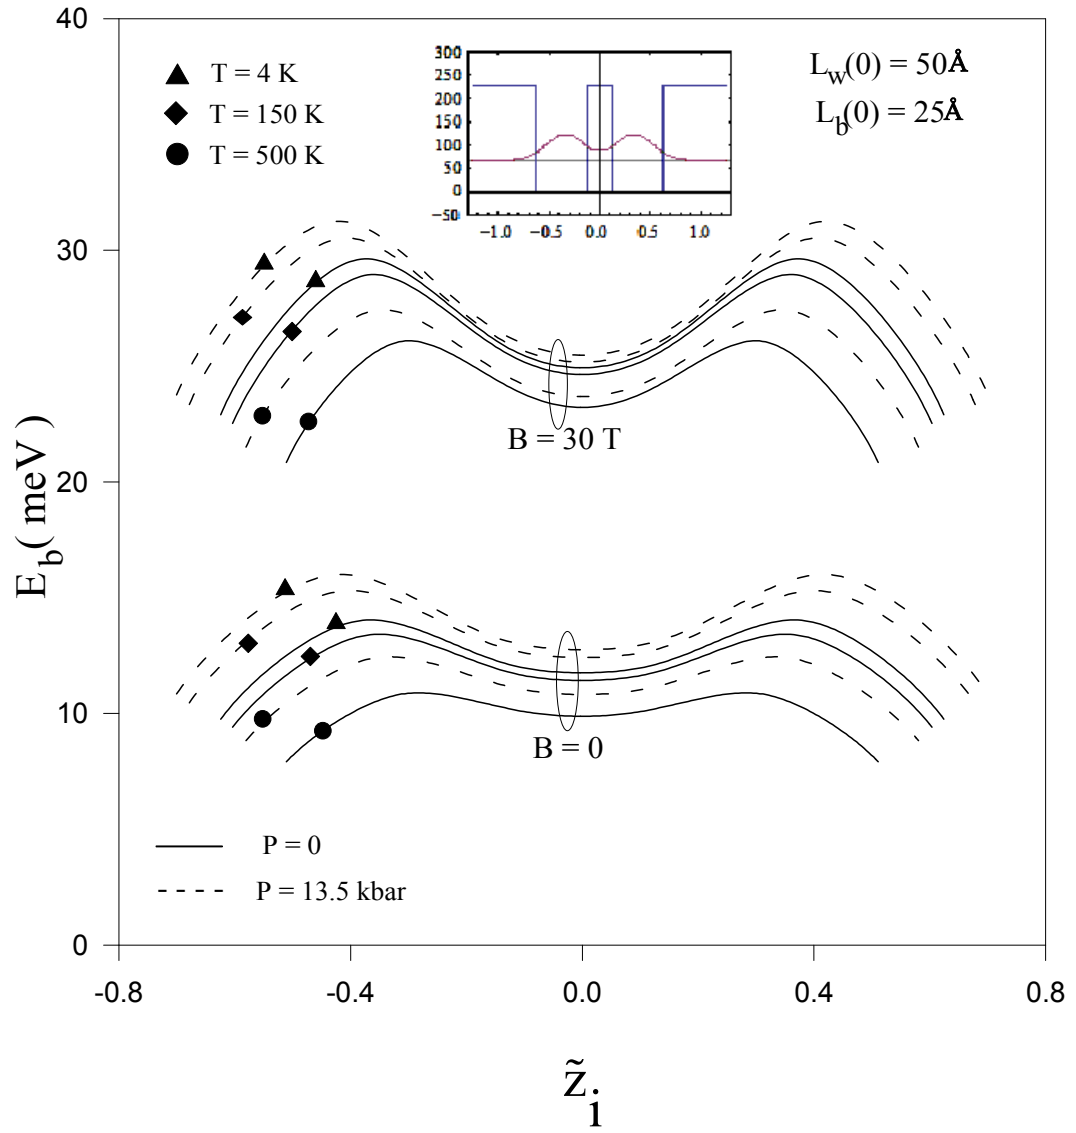 40
T = 4 K
T = 150 K
T = 500 K
300
250
200
150
100
50
0
−50
−1.0 −0.5 0.0 0.5 1.0
L_w(0) = 50Å
L_b(0) = 25Å
30
B = 30 T
E_b( meV )
20
10
B = 0
P = 0
P = 13.5 kbar
0
-0.8 -0.4 0.0 0.4 0.8
z̃_i